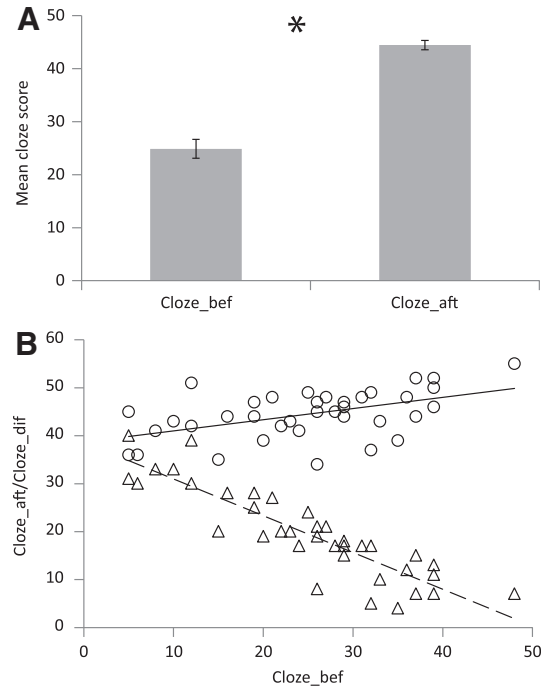 A
*
50
40
30
20
10
0
Mean cloze score
Cloze_bef Cloze_aft
B
60
50
40
30
20
10
0
Cloze_aft/Cloze_dif
0 10 20 30 40 50
Cloze_bef